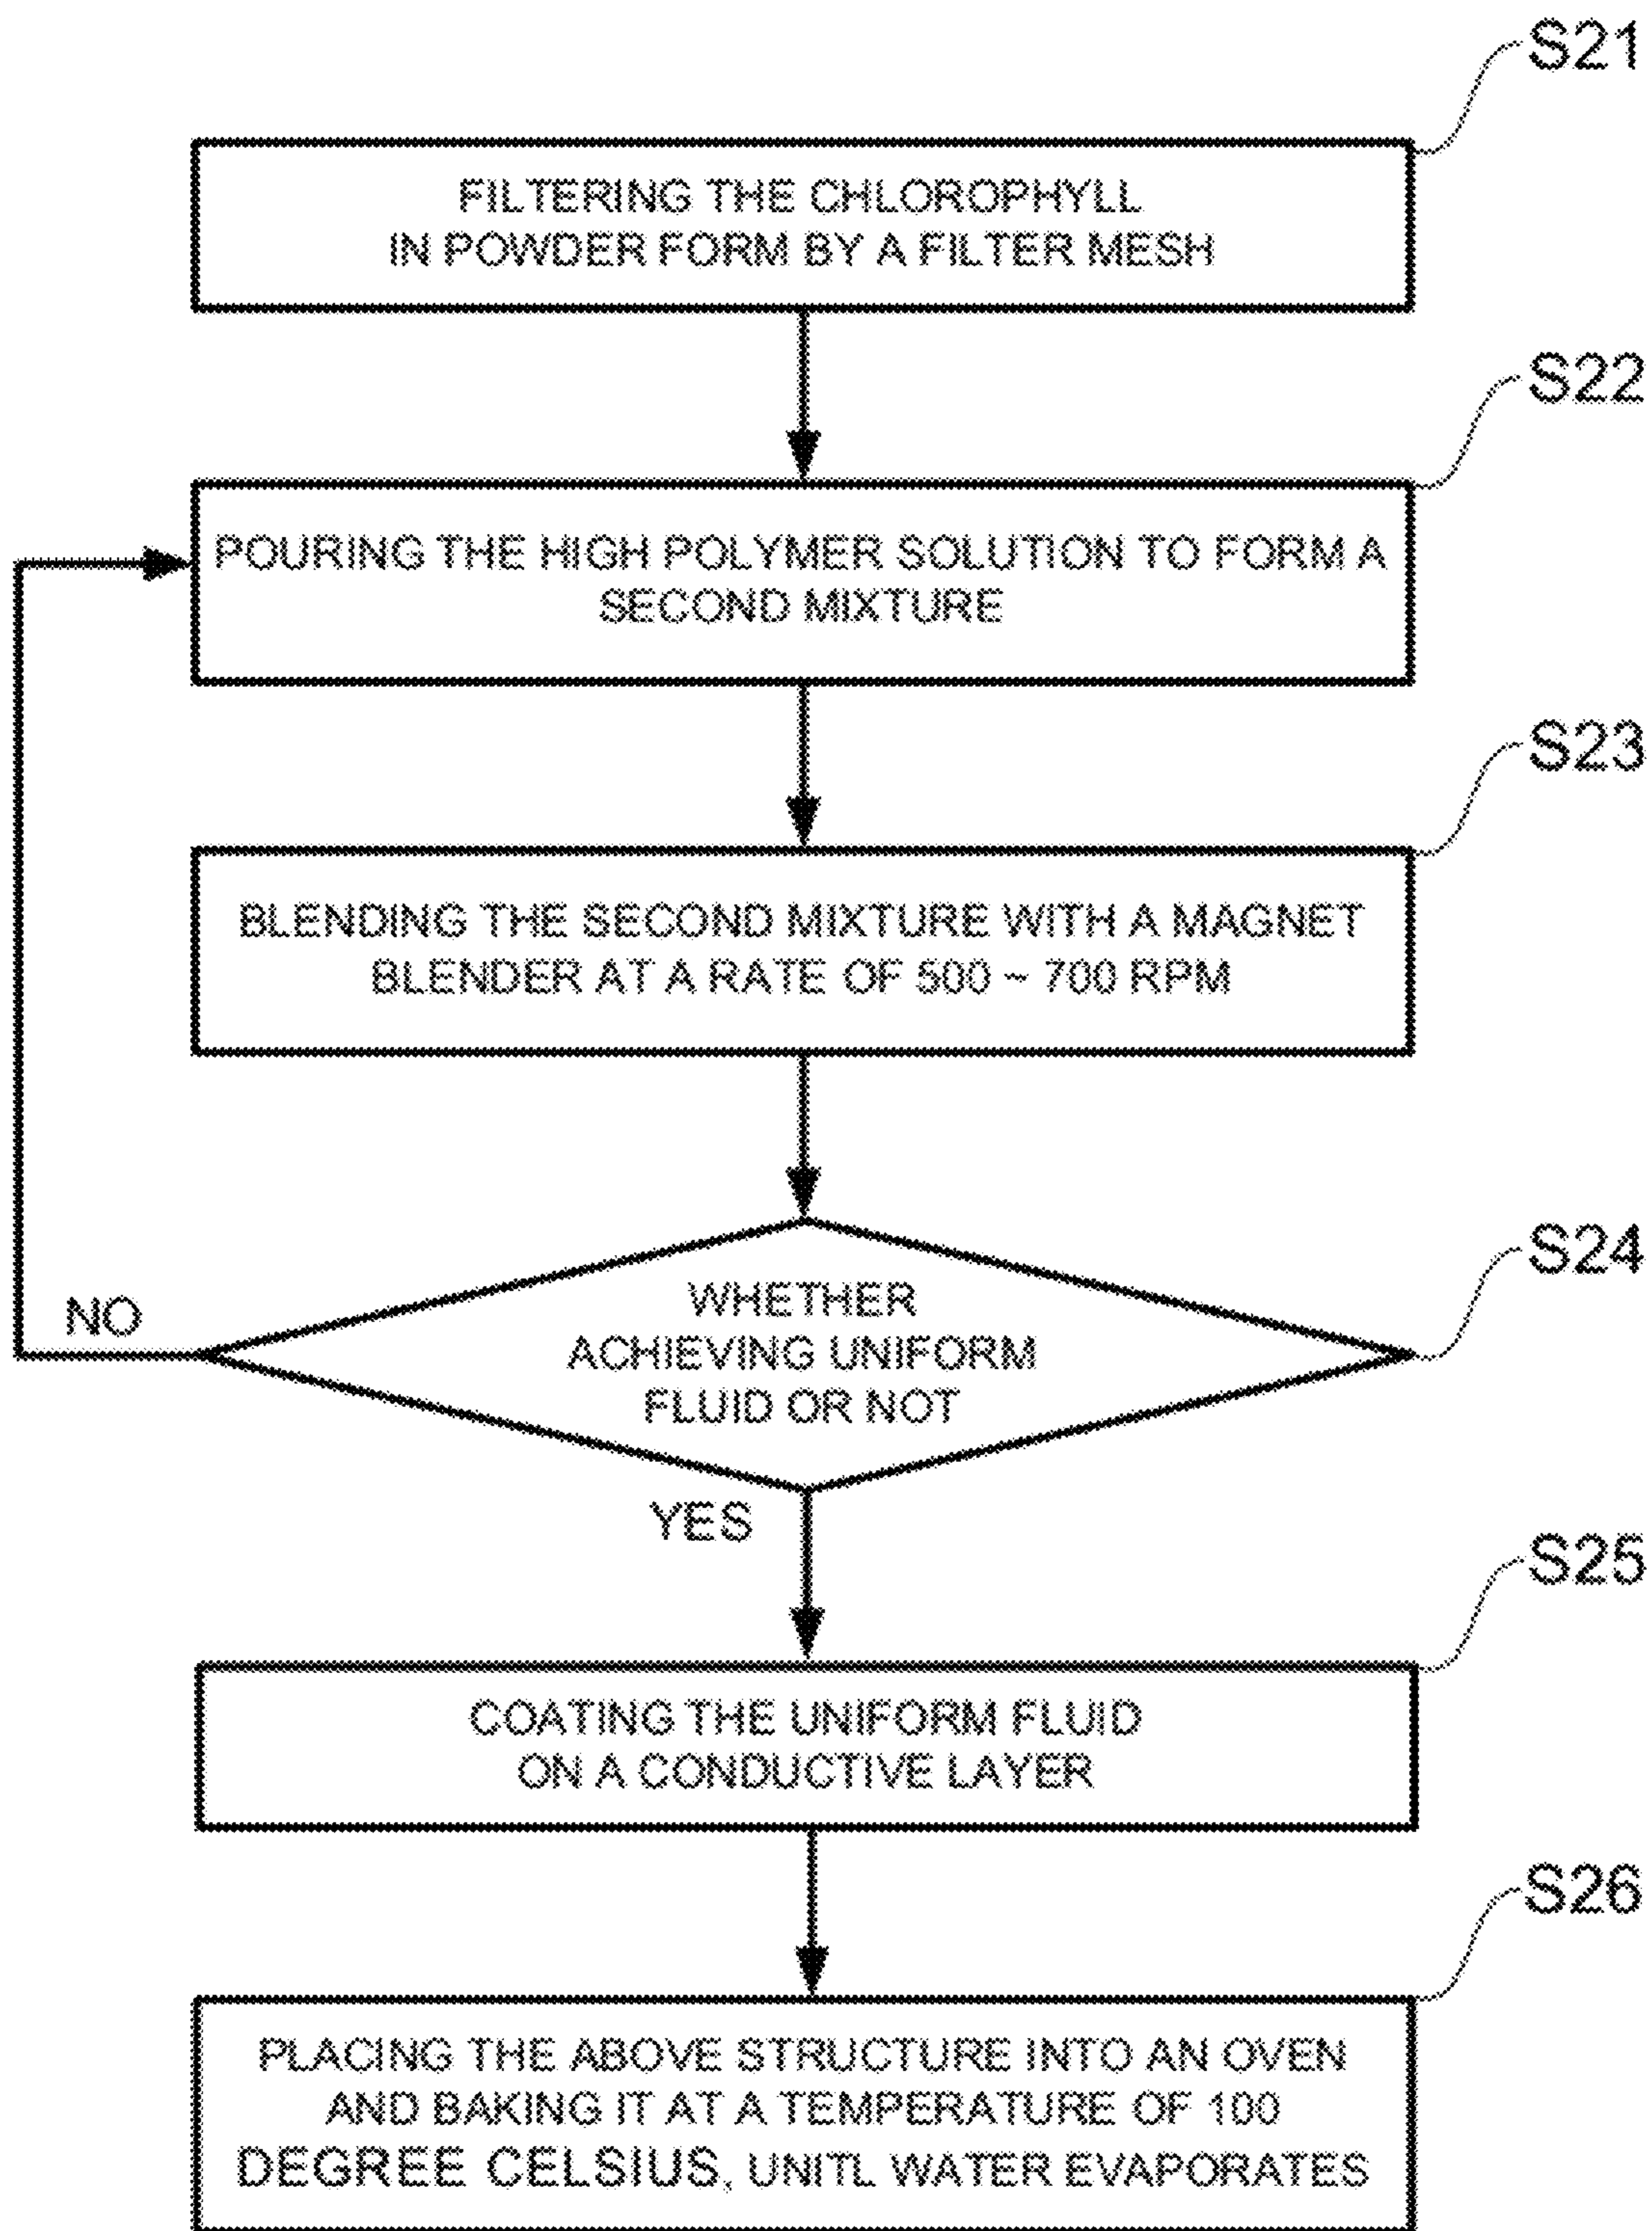 S21
FILTERING THE CHLOROPHYLL
IN POWDER FORM BY A FILTER MESH
S22
POURING THE HIGH POLYMER SOLUTION TO FORM A
SECOND MIXTURE
S23
BLENDING THE SECOND MIXTURE WITH A MAGNET
BLENDER AT A RATE OF 500 ~ 700 RPM
S24
WHETHER
ACHIEVING UNIFORM
FLUID OR NOT
NO
YES
S25
COATING THE UNIFORM FLUID
ON A CONDUCTIVE LAYER
S26
PLACING THE ABOVE STRUCTURE INTO AN OVEN
AND BAKING IT AT A TEMPERATURE OF 100
DEGREE CELSIUS, UNITL WATER EVAPORATES